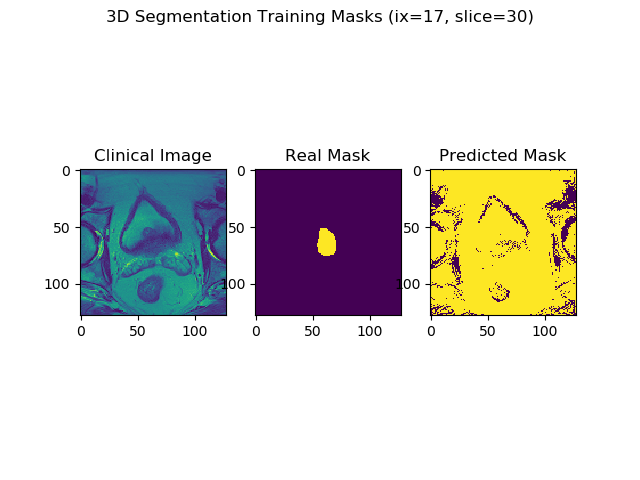 3D Segmentation Training Masks (ix=17, slice=30)
Clinical Image Real Mask Predicted Mask
0 0 0
50 50 50
100 100 100
0 50 100 0 50 100 0 50 100